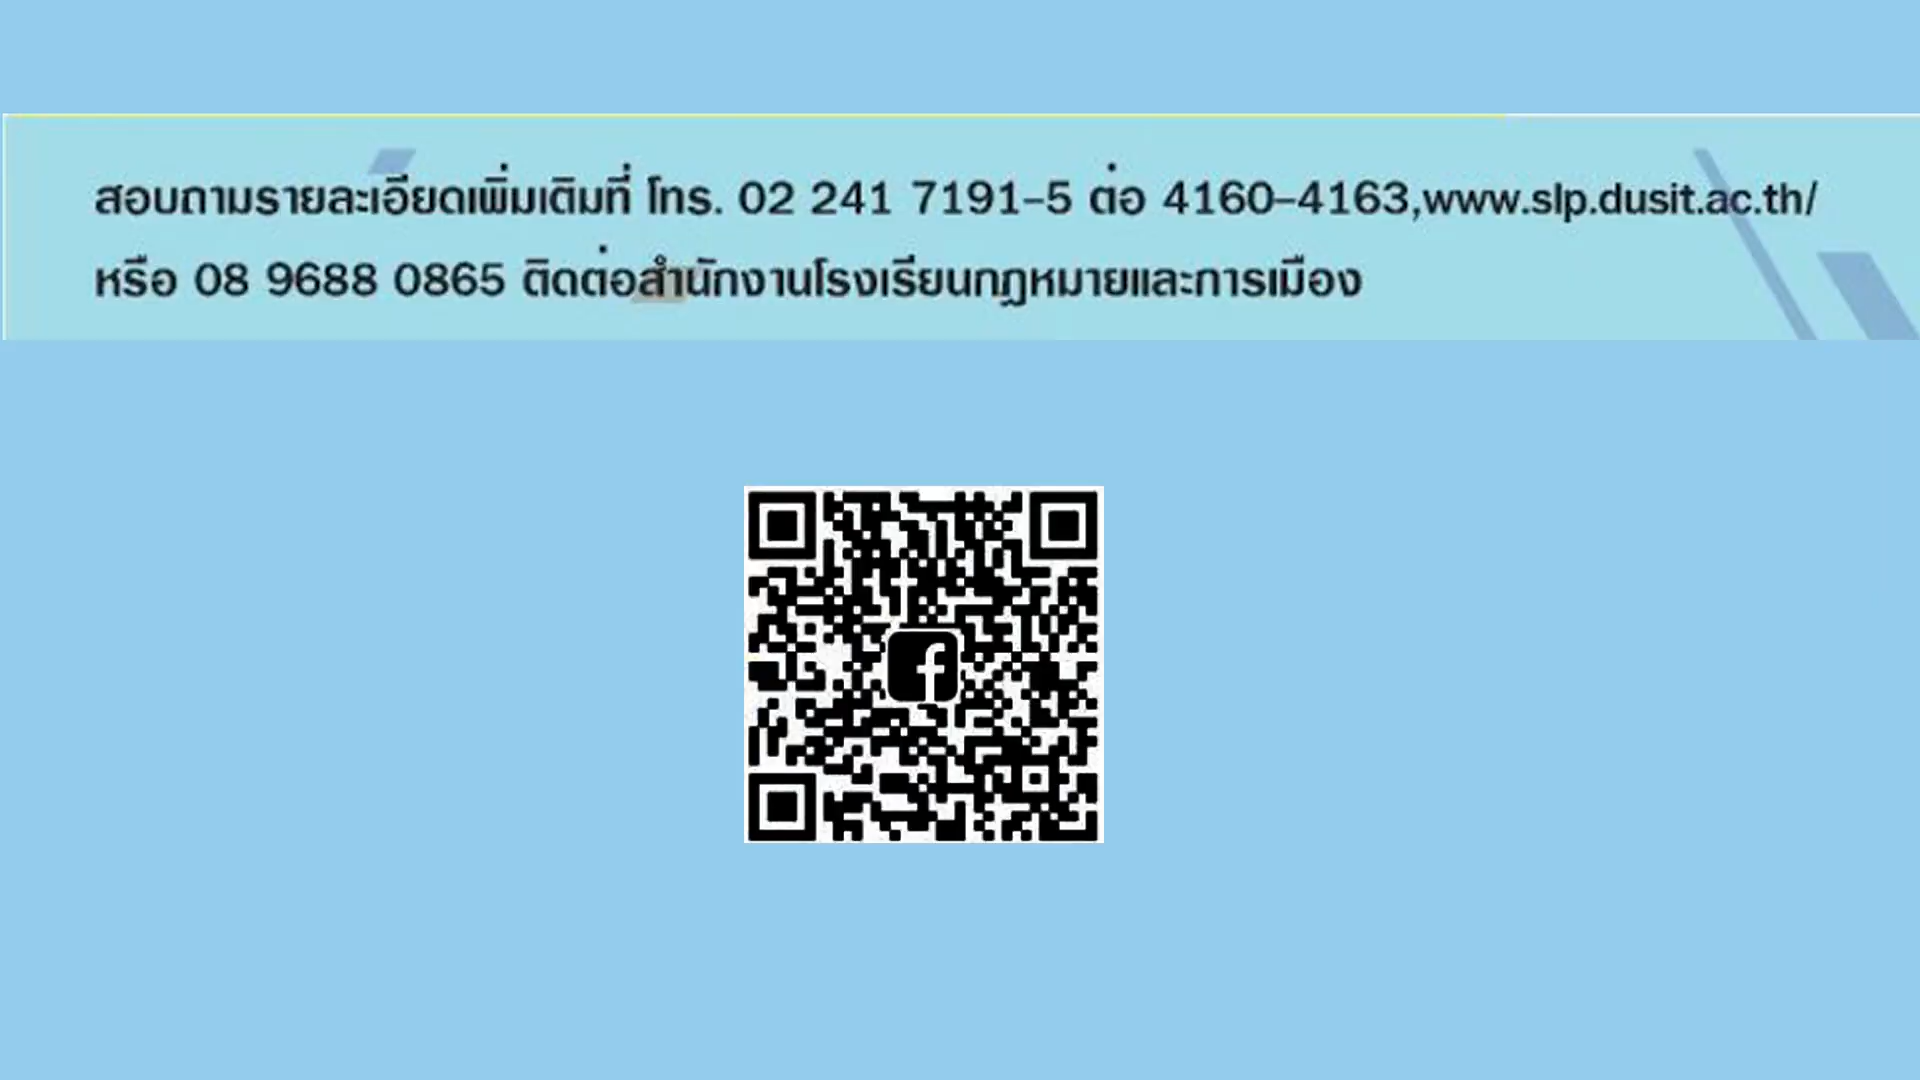 สอบถามรายละเอียดเพิ่มเติมที่ โทร. 02 241 7191-5 ต่อ 4160-4163,www.slp.dusit.ac.th/
หรือ 08 9688 0865 ติดต่อสำนักงานโรงเรียนกฎหมายและการเมือง